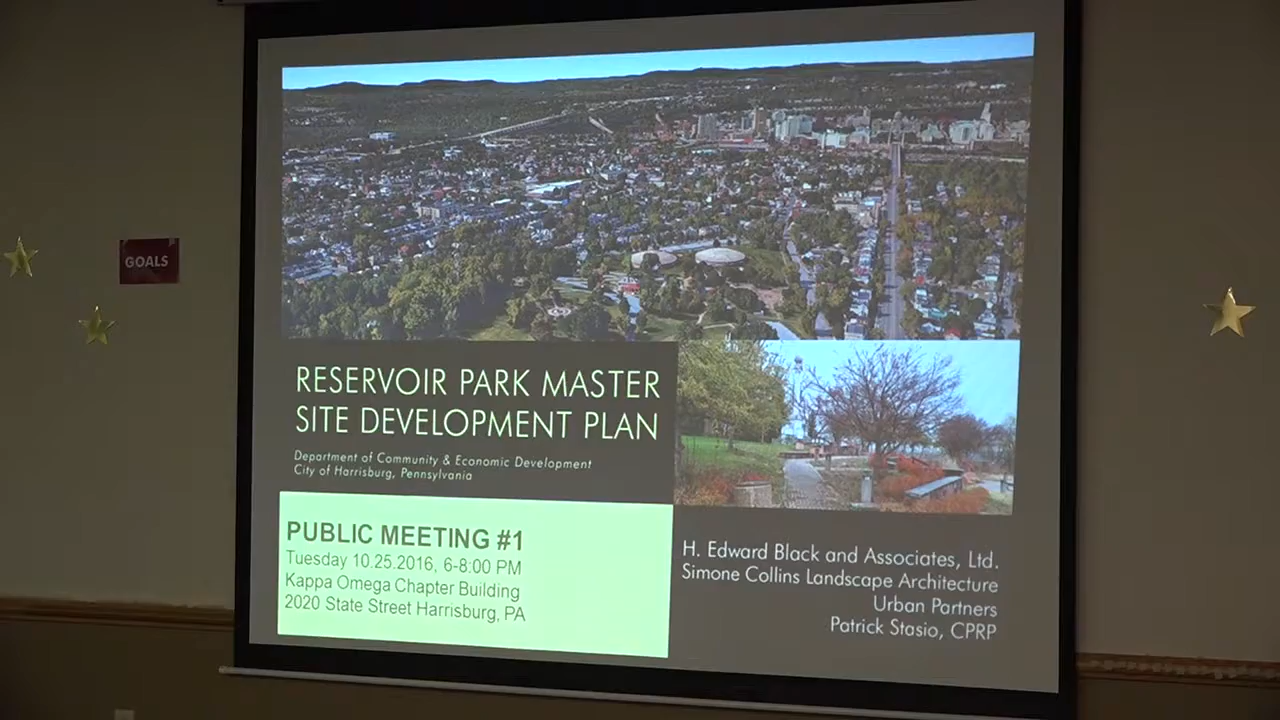 GOALS
RESERVOIR PARK MASTER
SITE DEVELOPMENT PLAN
Department of Community & Economic Development
City of Harrisburg, Pennsylvania
PUBLIC MEETING #1
Tuesday 10.25.2016, 6-8:00 PM
Kappa Omega Chapter Building
2020 State Street Harrisburg, PA
H. Edward Black and Associates, Ltd.
Simone Collins Landscape Architecture
Urban Partners
Patrick Stasio, CPRP